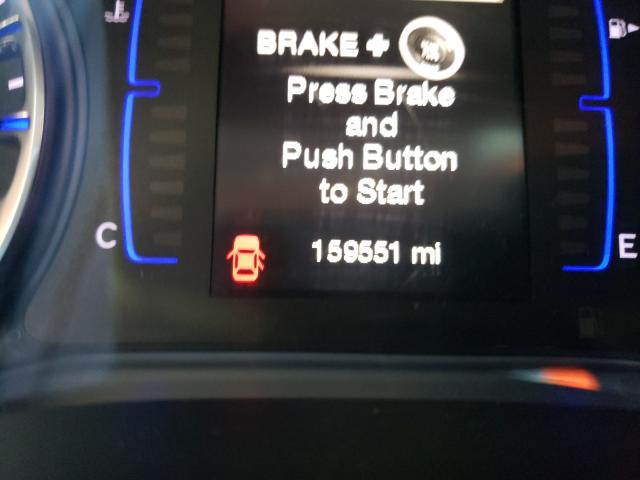 BRAKE +
Press Brake
and
Push Button
to Start
C
159551 mi
E